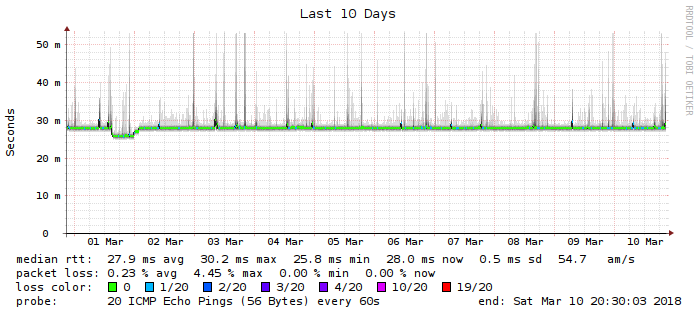 Last 10 Days
RRDTOOL / TOBI OETIKER
Seconds
50 m
40 m
30 m
20 m
10 m
0
01 Mar 02 Mar 03 Mar 04 Mar 05 Mar 06 Mar 07 Mar 08 Mar 09 Mar 10 Mar
median rtt: 27.9 ms avg 30.2 ms max 25.8 ms min 28.0 ms now 0.5 ms sd 54.7 am/s
packet loss: 0.23 % avg 4.45 % max 0.00 % min 0.00 % now
loss color: 0 1/20 2/20 3/20 4/20 10/20 19/20
probe: 20 ICMP Echo Pings (56 Bytes) every 60s end: Sat Mar 10 20:30:03 2018